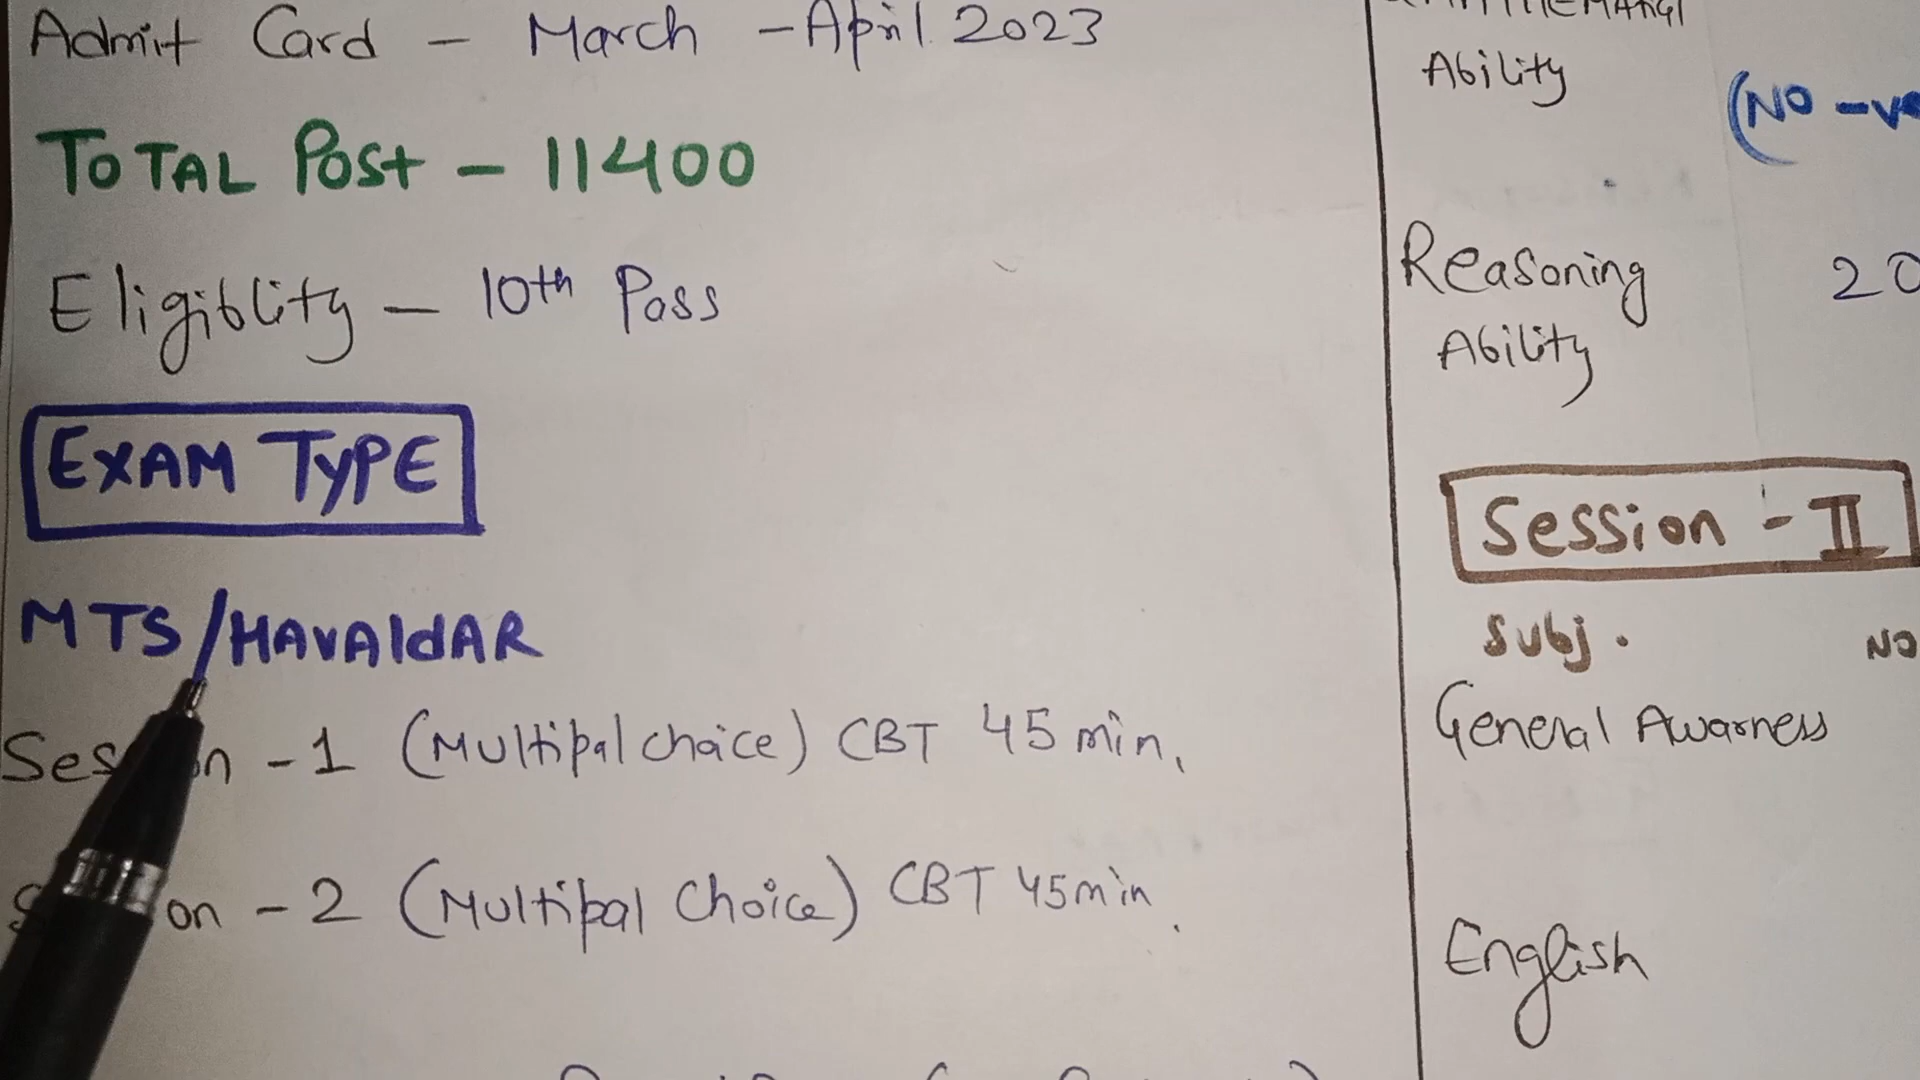 Admit Card - March - April 2023
TOTAL Post - 11400
Eligiblity - 10th Pass
EXAM TYPE
MTS/HAVAldAR
-1 (Multipal choice) CBT 45 min.
-2 (Multipal Choice) CBT 45 min.
Ability
(No -ve
Reasoning 20
Ability
Session - II
Subj. No
General Awarness
English